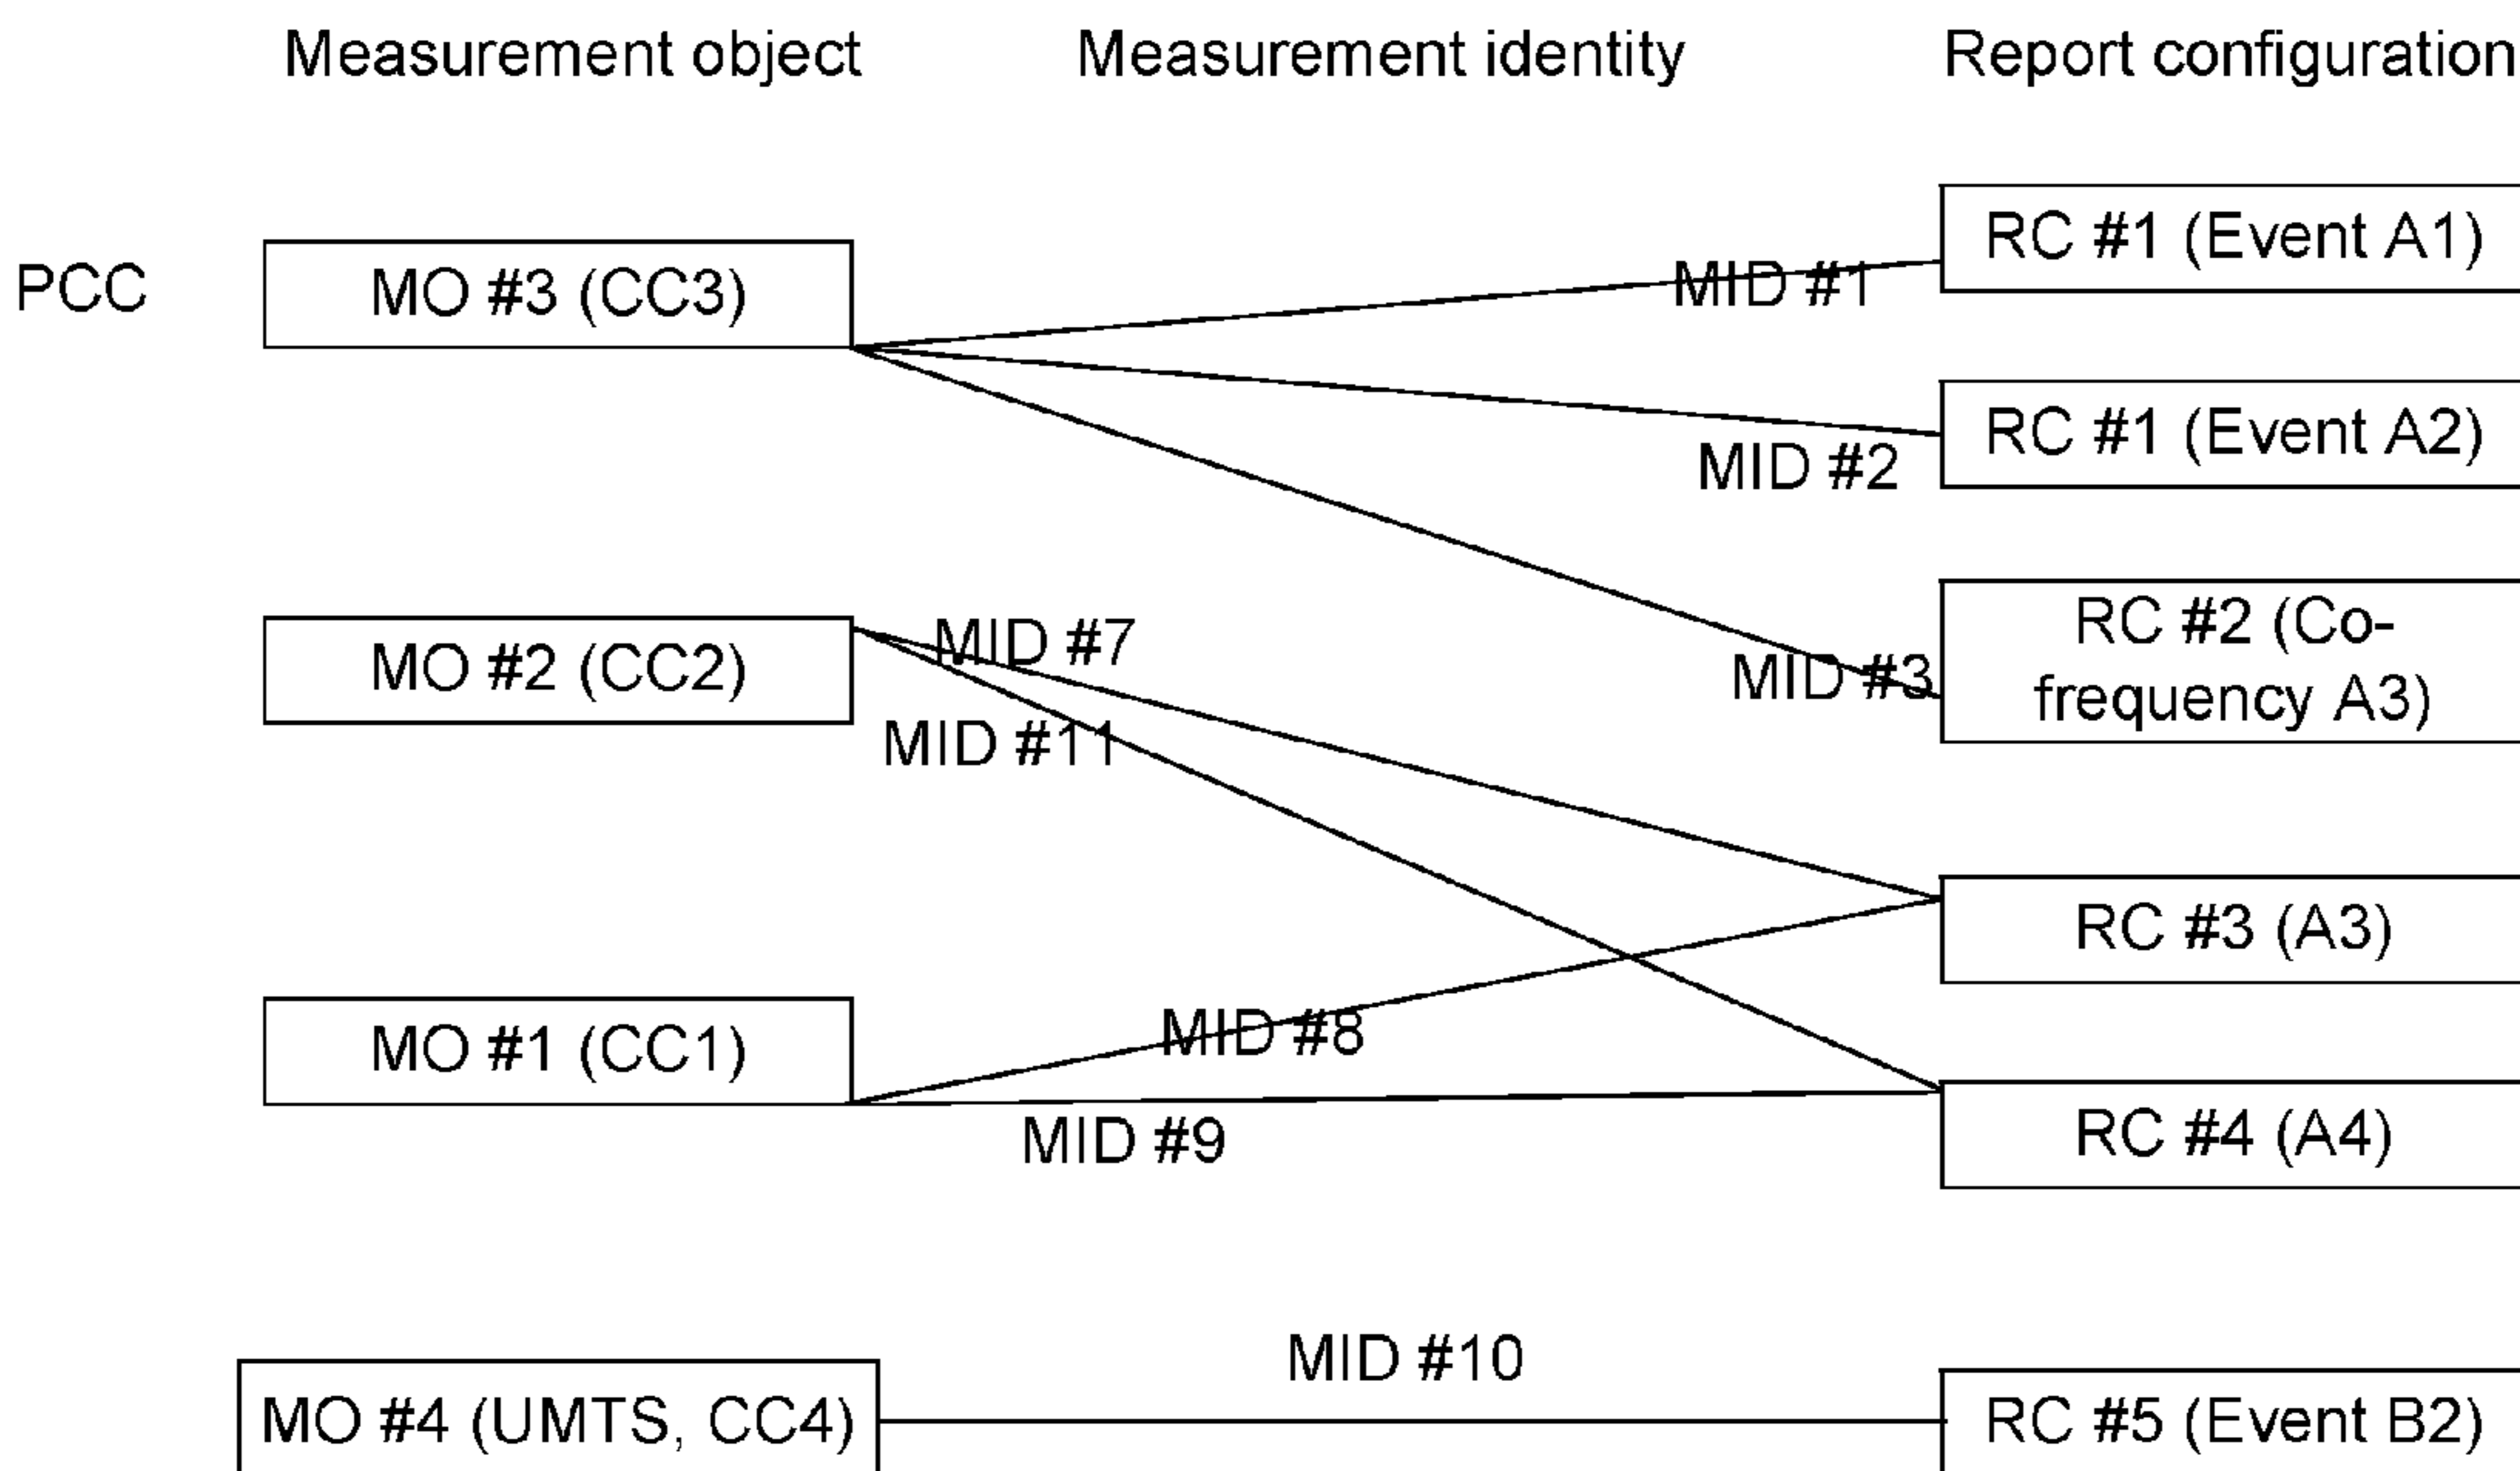 Measurement object
Measurement identity
Report configuration
PCC
MO #3 (CC3)
MID #1
RC #1 (Event A1)
MID #2
RC #1 (Event A2)
MID #3
RC #2 (Co-
frequency A3)
MO #2 (CC2)
MID #7
MID #11
RC #3 (A3)
MO #1 (CC1)
MID #8
MID #9
RC #4 (A4)
MO #4 (UMTS, CC4)
MID #10
RC #5 (Event B2)